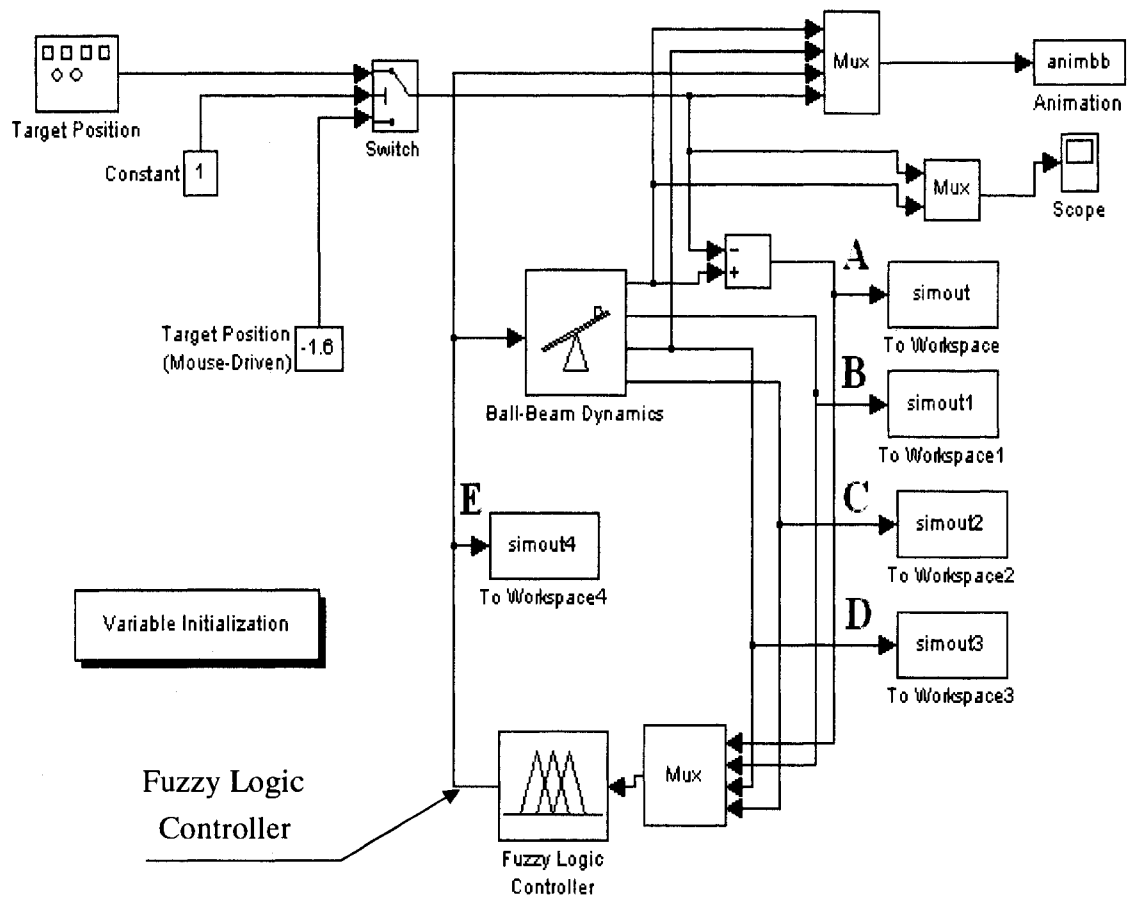 Mux
animbb
Animation
Target Position
Switch
Constant
1
Mux
Scope
-
+
A
simout
To Workspace
Target Position
(Mouse-Driven)
-1.6
Ball-Beam Dynamics
B
simout1
To Workspace1
E
simout4
To Workspace4
C
simout2
To Workspace2
Variable Initialization
D
simout3
To Workspace3
Mux
Fuzzy Logic
Controller
Fuzzy Logic
Controller